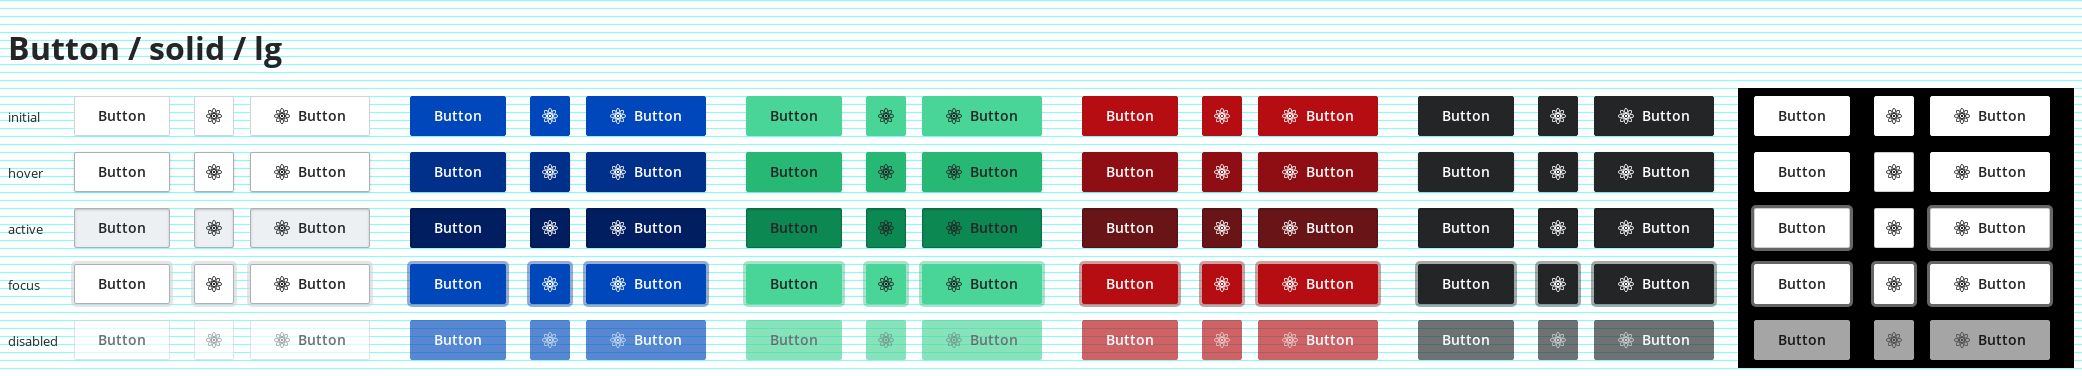 Button / solid / lg
initial Button Button Button Button Button Button Button Button Button Button Button Button
hover Button Button Button Button Button Button Button Button Button Button Button Button
active Button Button Button Button Button Button Button Button Button Button Button Button
focus Button Button Button Button Button Button Button Button Button Button Button Button
disabled Button Button Button Button Button Button Button Button Button Button Button Button